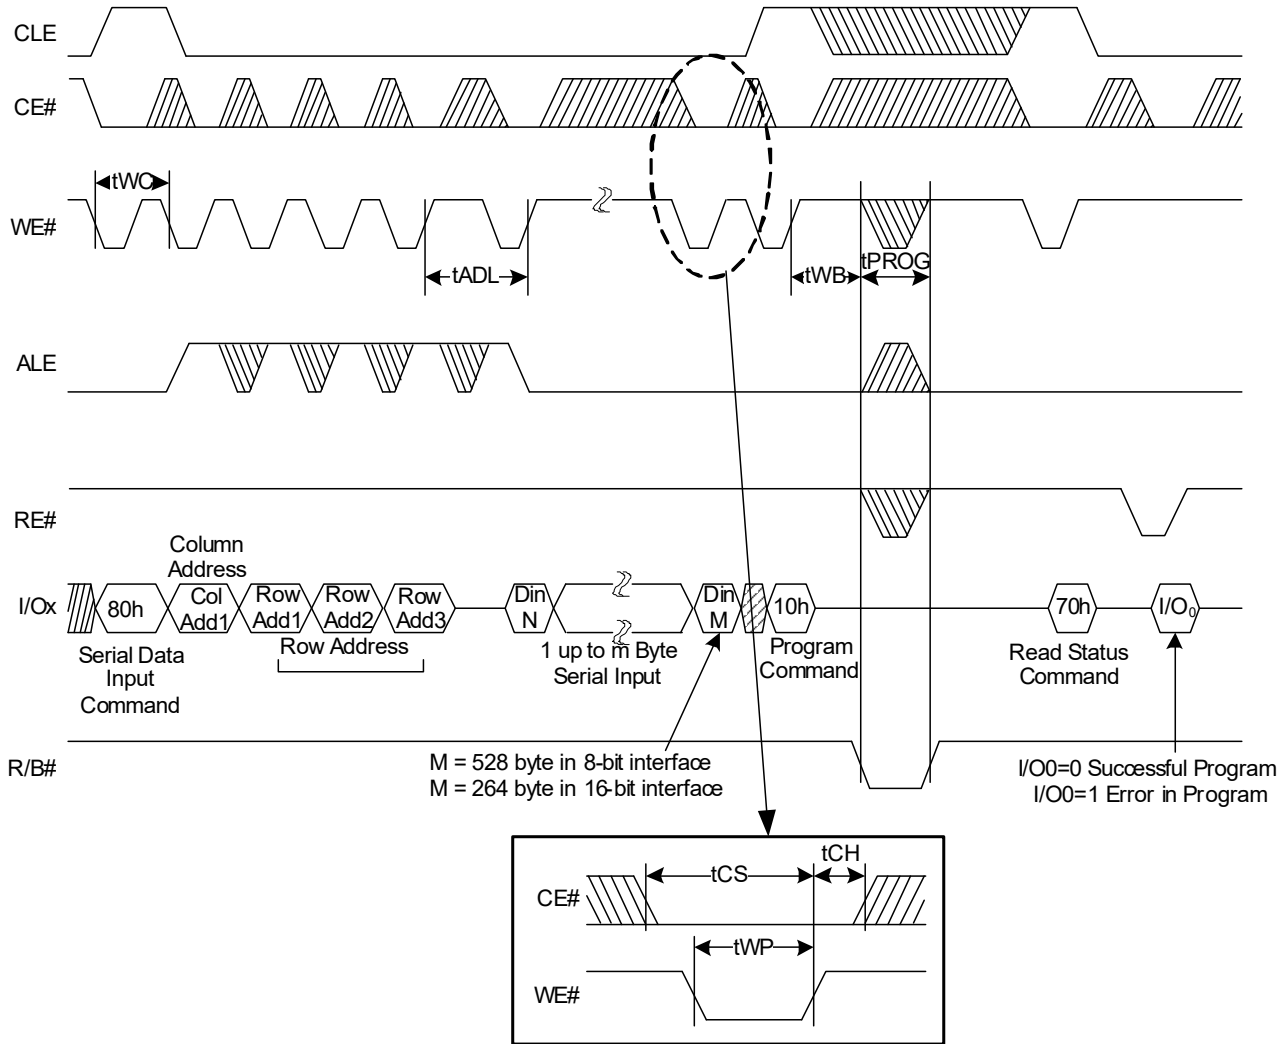 CLE
CE#
tWC
WE#
tADL
tWB
tPROG
ALE
RE#
Column
Address
I/Ox
80h
Col
Add1
Row
Add1
Row
Add2
Row
Add3
Din
N
Din
M
10h
70h
I/O0
Serial Data
Input
Command
Row Address
1 up to m Byte
Serial Input
Program
Command
Read Status
Command
R/B#
M = 528 byte in 8-bit interface
M = 264 byte in 16-bit interface
I/O0=0 Successful Program
I/O0=1 Error in Program
tCH
tCS
CE#
tWP
WE#